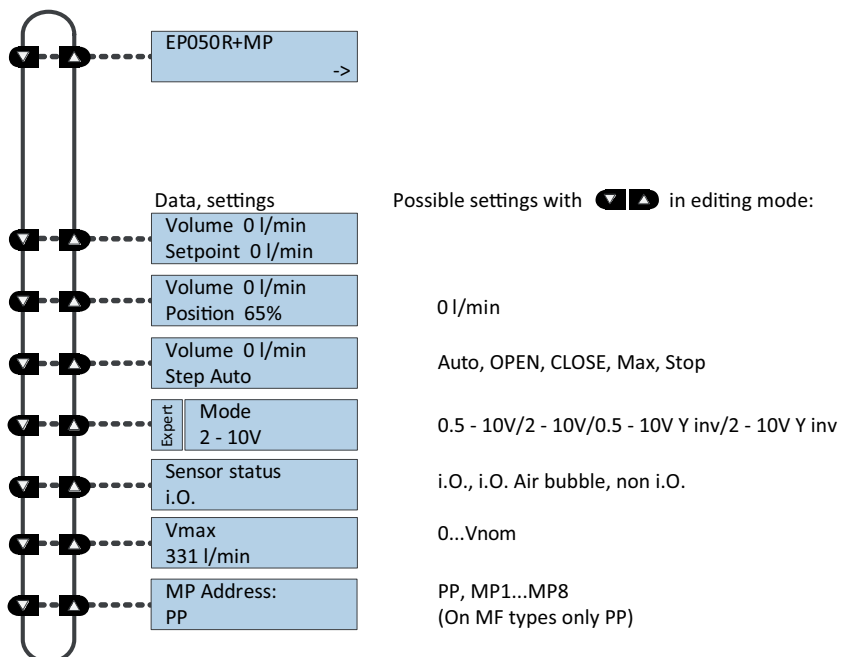 EP050R+MP
->
Data, settings
Possible settings with in editing mode:
Volume 0 l/min
Setpoint 0 l/min
Volume 0 l/min
Position 65%
0 l/min
Volume 0 l/min
Step Auto
Auto, OPEN, CLOSE, Max, Stop
Expert
Mode
2 - 10V
0.5 - 10V/2 - 10V/0.5 - 10V Y inv/2 - 10V Y inv
Sensor status
i.O.
i.O., i.O. Air bubble, non i.O.
Vmax
331 l/min
0...Vnom
MP Address:
PP
PP, MP1...MP8
(On MF types only PP)